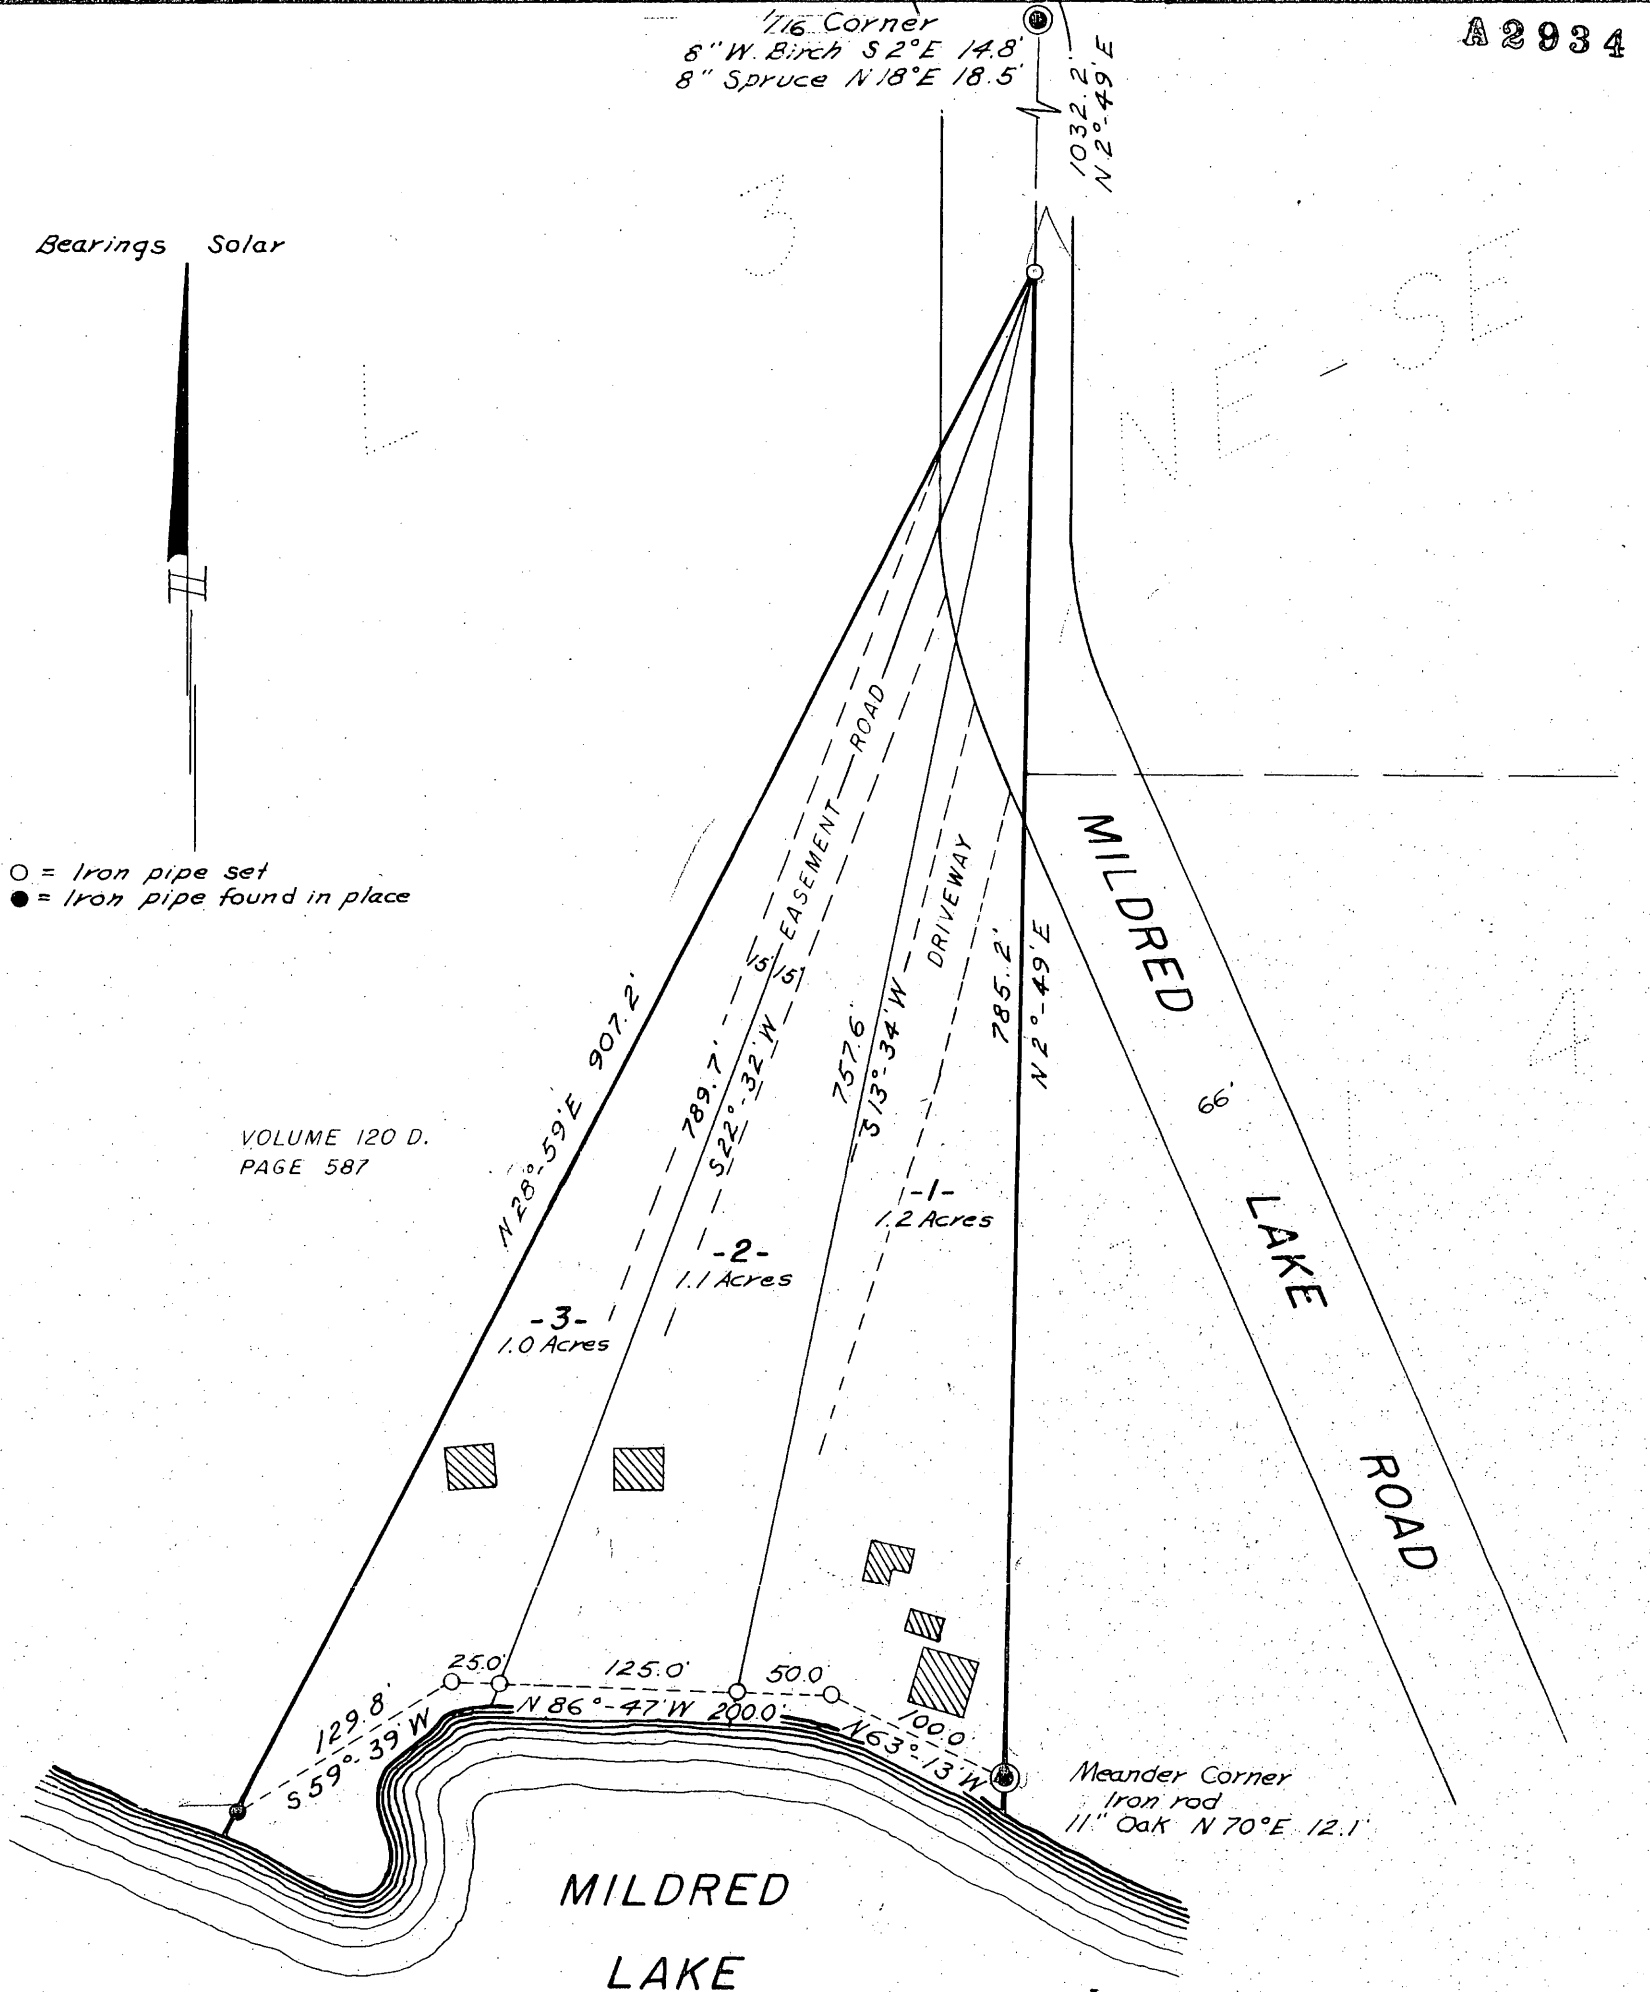 A2934
1/16 Corner
8" W. Birch S 2°E 14.8'
8" Spruce N 18°E 18.5'
1032.2'
N 2°-49'E
3
Bearings Solar
L
NE-SE
○ = Iron pipe set
● = Iron pipe found in place
EASEMENT ROAD
15' 15'
DRIVEWAY
MILDRED
LAKE
ROAD
66'
4
N 28°-59'E 907.2'
789.7'
S 22°-32'W
757.6'
S 13°-34'W
785.2'
N 2°-49'E
VOLUME 120 D.
PAGE 587
-1-
1.2 Acres
-2-
1.1 Acres
-3-
1.0 Acres
25.0'
125.0'
50.0'
129.8'
S 59°-39'W
N 86°-47'W 200.0'
100.0'
N 63°-13'W
Meander Corner
Iron rod
11" Oak N 70°E 12.1'
MILDRED
LAKE